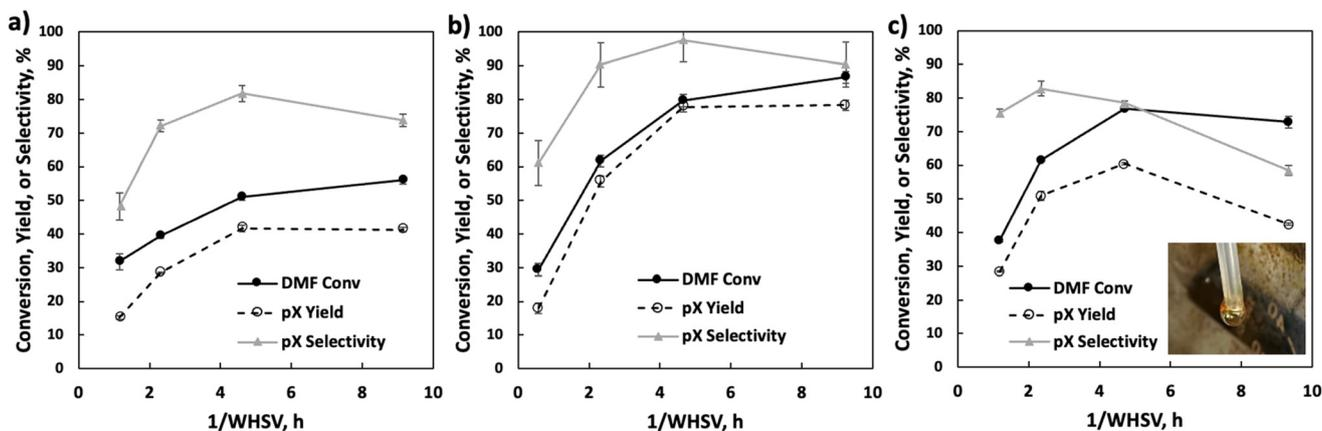 a)
Conversion, Yield, or Selectivity, %
100
90
80
70
60
50
40
30
20
10
0
0 2 4 6 8 10
1/WHSV, h
DMF Conv
pX Yield
pX Selectivity
b)
Conversion, Yield, or Selectivity, %
100
90
80
70
60
50
40
30
20
10
0
0 2 4 6 8 10
1/WHSV, h
DMF Conv
pX Yield
pX Selectivity
c)
Conversion, Yield, or Selectivity, %
100
90
80
70
60
50
40
30
20
10
0
0 2 4 6 8 10
1/WHSV, h
DMF Conv
pX Yield
pX Selectivity